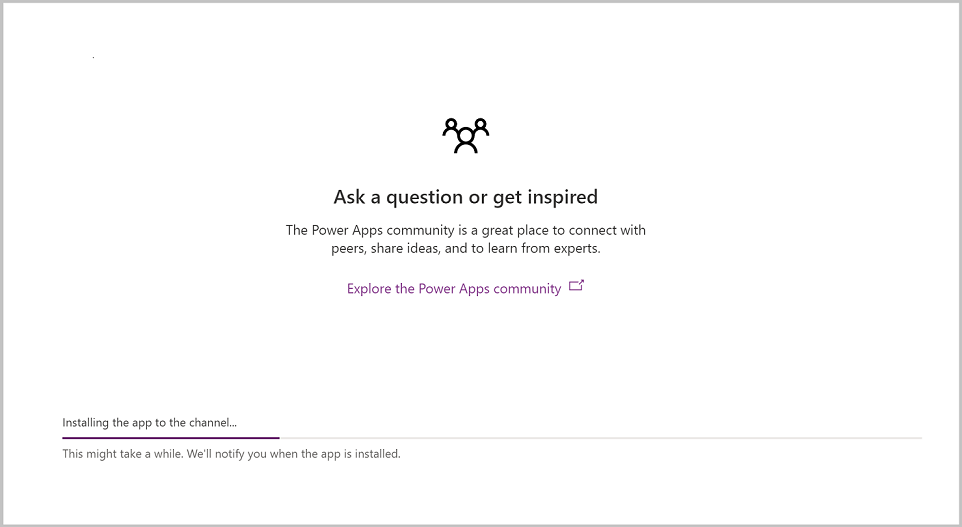 Ask a question or get inspired
The Power Apps community is a great place to connect with
peers, share ideas, and to learn from experts.
Explore the Power Apps community
Installing the app to the channel...
This might take a while. We'll notify you when the app is installed.